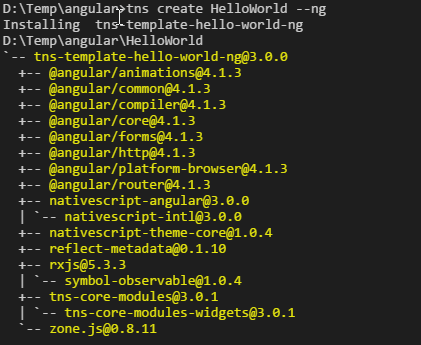 D:\Temp\angular>tns create HelloWorld --ng
Installing  tns-template-hello-world-ng
D:\Temp\angular\HelloWorld
`-- tns-template-hello-world-ng@3.0.0
  +-- @angular/animations@4.1.3
  +-- @angular/common@4.1.3
  +-- @angular/compiler@4.1.3
  +-- @angular/core@4.1.3
  +-- @angular/forms@4.1.3
  +-- @angular/http@4.1.3
  +-- @angular/platform-browser@4.1.3
  +-- @angular/router@4.1.3
  +-- nativescript-angular@3.0.0
  | `-- nativescript-intl@3.0.0
  +-- nativescript-theme-core@1.0.4
  +-- reflect-metadata@0.1.10
  +-- rxjs@5.3.3
  | `-- symbol-observable@1.0.4
  +-- tns-core-modules@3.0.1
  | `-- tns-core-modules-widgets@3.0.1
  `-- zone.js@0.8.11